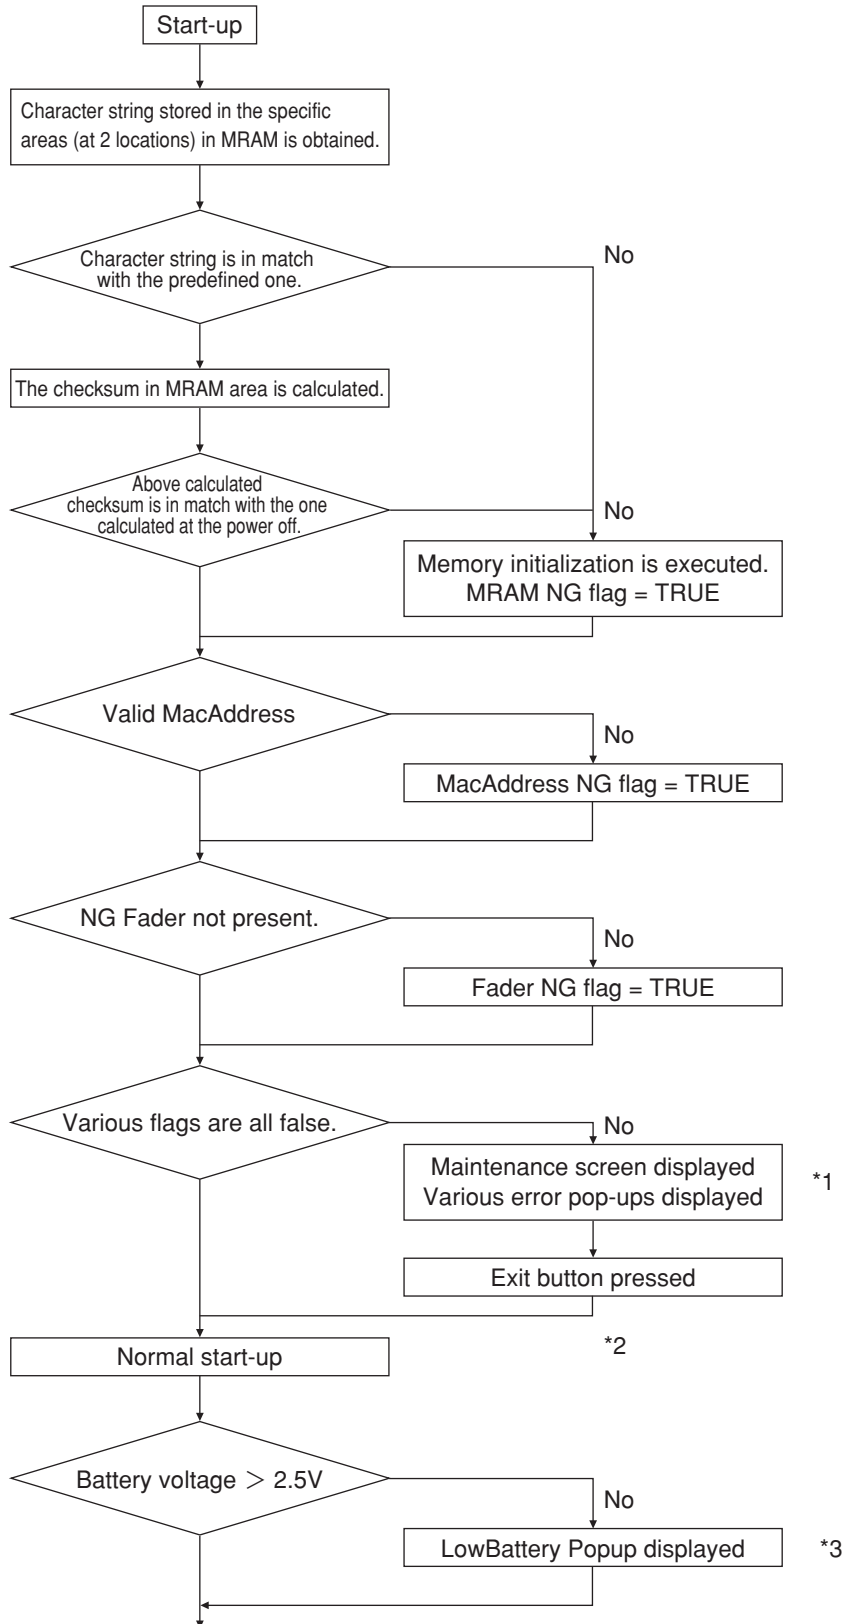 Start-up
Character string stored in the specific
areas (at 2 locations) in MRAM is obtained.
Character string is in match
with the predefined one.
No
The checksum in MRAM area is calculated.
Above calculated
checksum is in match with the one
calculated at the power off.
No
Memory initialization is executed.
MRAM NG flag = TRUE
Valid MacAddress
No
MacAddress NG flag = TRUE
NG Fader not present.
No
Fader NG flag = TRUE
Various flags are all false.
No
Maintenance screen displayed
Various error pop-ups displayed
*1
Exit button pressed
*2
Normal start-up
Battery voltage > 2.5V
No
LowBattery Popup displayed
*3